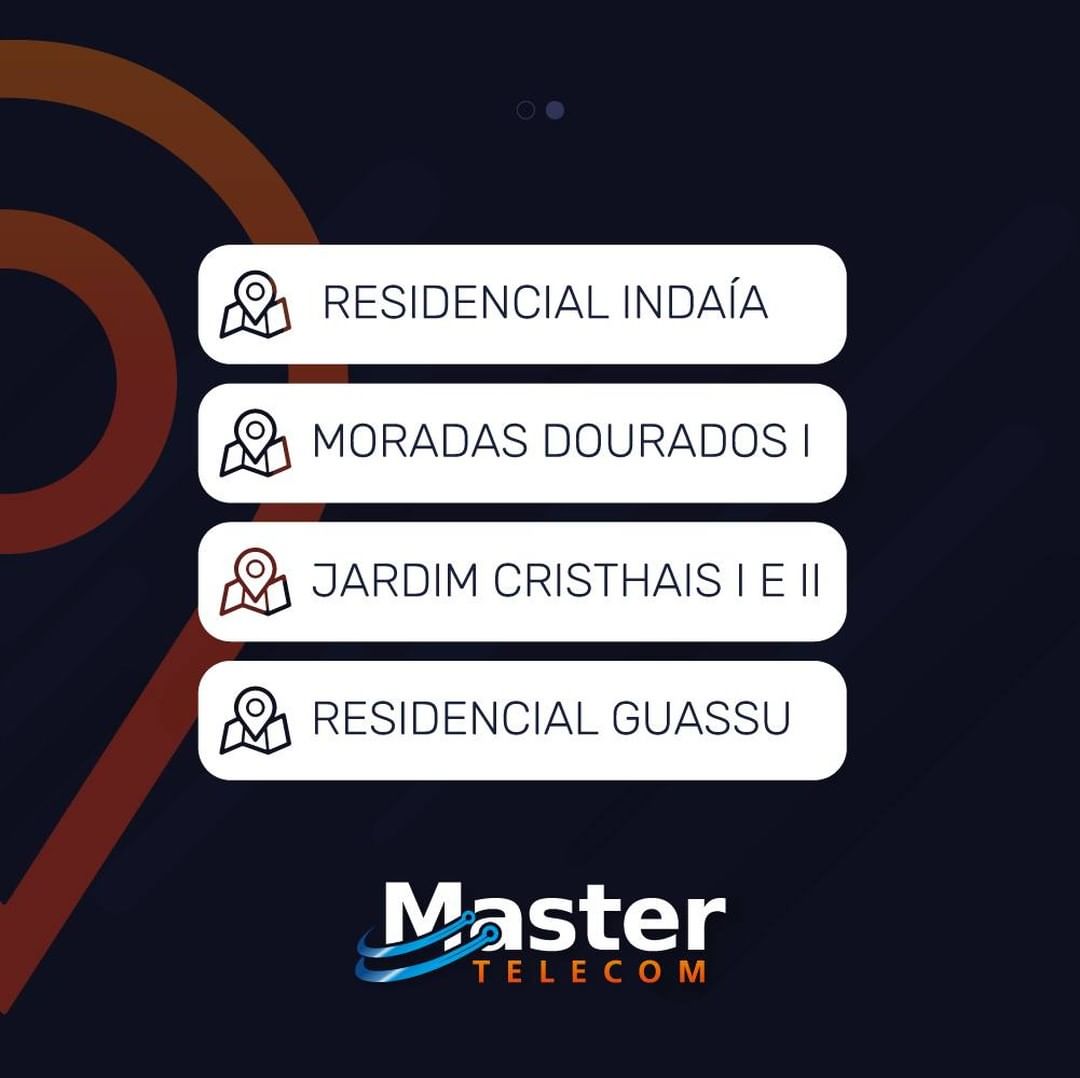 RESIDENCIAL INDAÍA
MORADAS DOURADOS I
JARDIM CRISTHAIS I E II
RESIDENCIAL GUASSU
Master
TELECOM